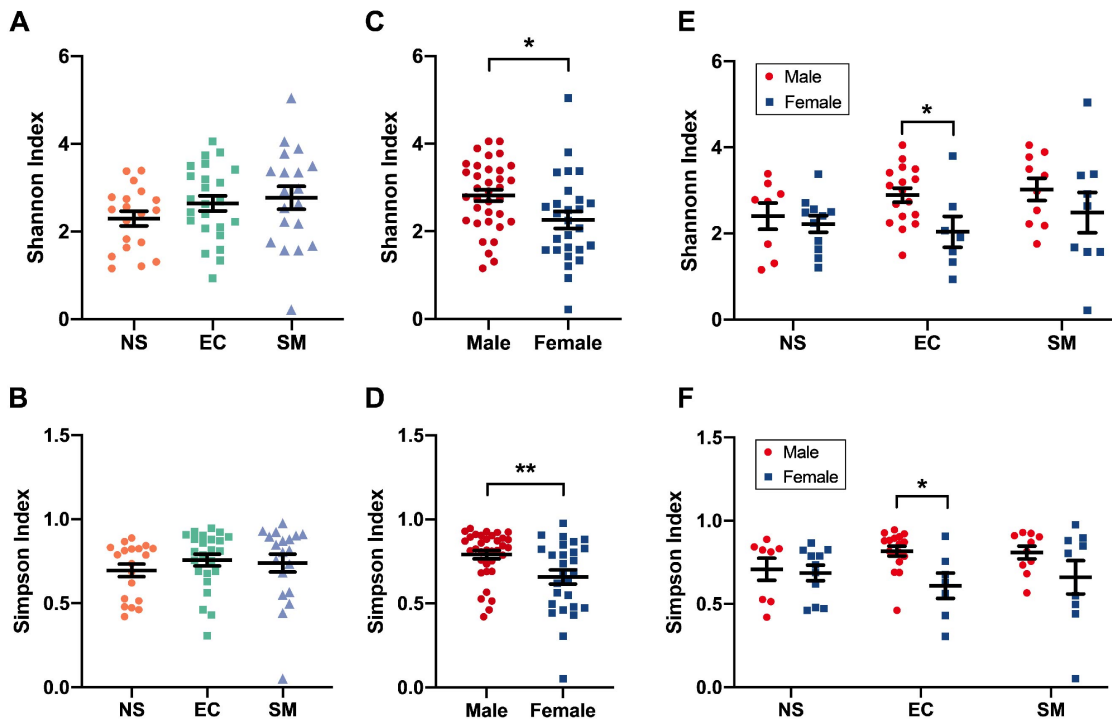 A
Shannon Index
6
4
2
0
NS EC SM
C
Shannon Index
6
4
2
0
*
Male Female
E
Shannon Index
6
4
2
0
Male
Female
*
NS EC SM
B
Simpson Index
1.5
1.0
0.5
0.0
NS EC SM
D
Simpson Index
1.5
1.0
0.5
0.0
**
Male Female
F
Simpson Index
1.5
1.0
0.5
0.0
Male
Female
*
NS EC SM